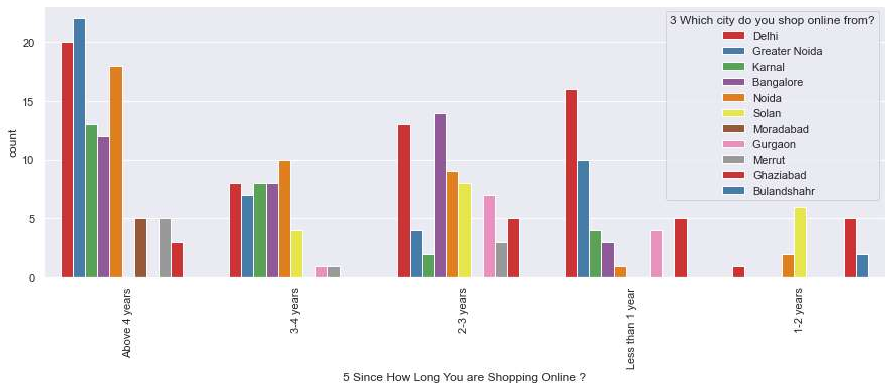 3 Which city do you shop online from?
Delhi
Greater Noida
Karnal
Bangalore
Noida
Solan
Moradabad
Gurgaon
Merrut
Ghaziabad
Bulandshahr
count
20
15
10
5
0
Above 4 years
3-4 years
2-3 years
Less than 1 year
1-2 years
5 Since How Long You are Shopping Online ?